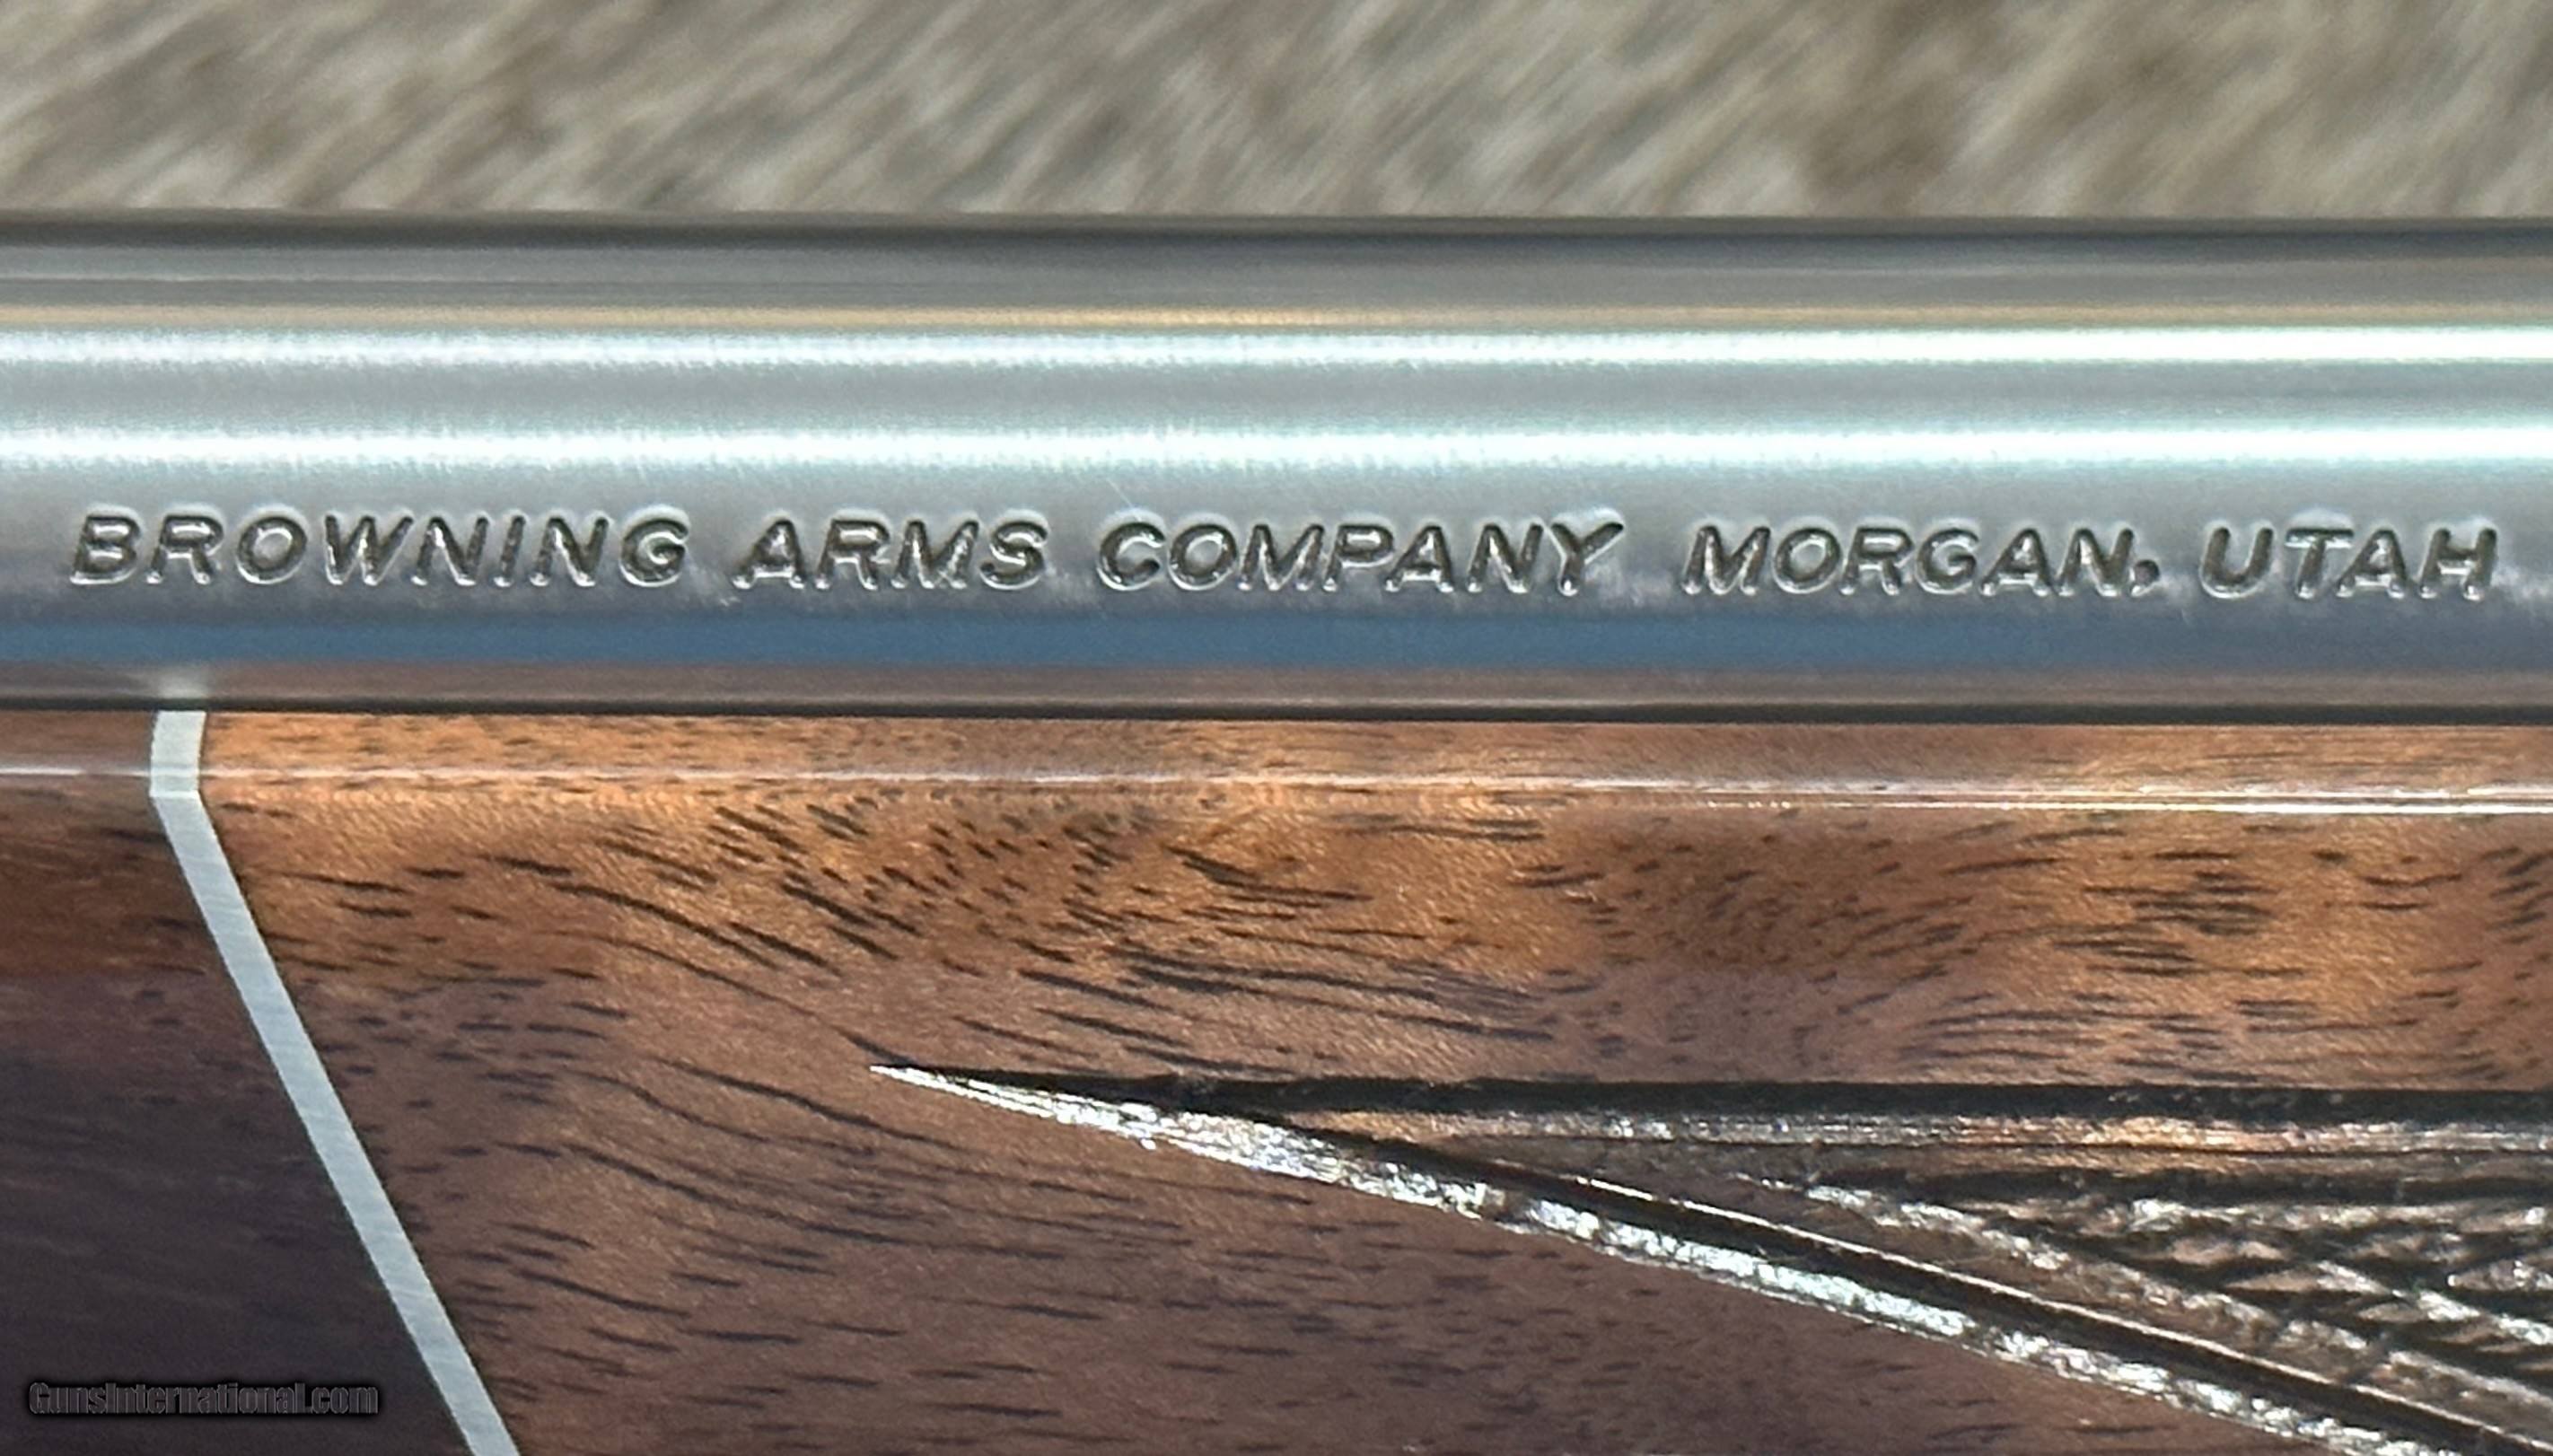 BROWNING ARMS COMPANY MORGAN, UTAH
GunsInternational.com